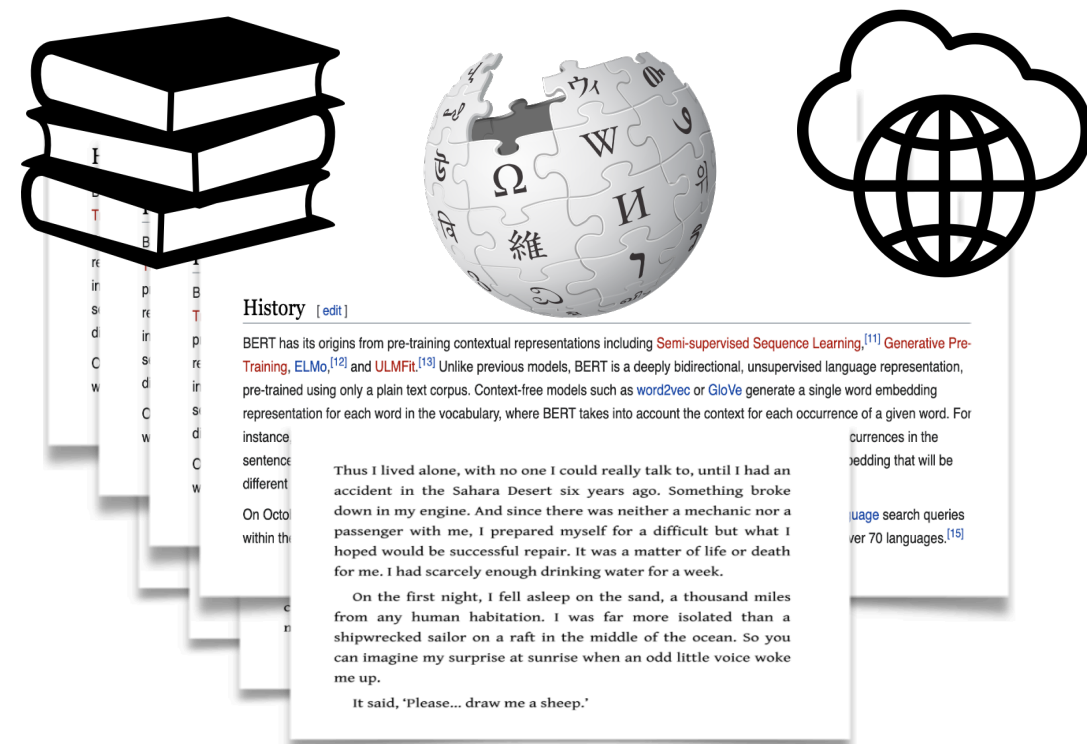 ウィ
Ω
W
И
維
7
History [ edit ]
BERT has its origins from pre-training contextual representations including Semi-supervised Sequence Learning,[11] Generative Pre-
Training, ELMo,[12] and ULMFit.[13] Unlike previous models, BERT is a deeply bidirectional, unsupervised language representation,
pre-trained using only a plain text corpus. Context-free models such as word2vec or GloVe generate a single word embedding
representation for each word in the vocabulary, where BERT takes into account the context for each occurrence of a given word. For
instance
currences in the
sentence
bedding that will be
different
On Octo
uage search queries
within the
ver 70 languages.[15]
Thus I lived alone, with no one I could really talk to, until I had an
accident in the Sahara Desert six years ago. Something broke
down in my engine. And since there was neither a mechanic nor a
passenger with me, I prepared myself for a difficult but what I
hoped would be successful repair. It was a matter of life or death
for me. I had scarcely enough drinking water for a week.
On the first night, I fell asleep on the sand, a thousand miles
from any human habitation. I was far more isolated than a
shipwrecked sailor on a raft in the middle of the ocean. So you
can imagine my surprise at sunrise when an odd little voice woke
me up.
It said, ‘Please... draw me a sheep.’